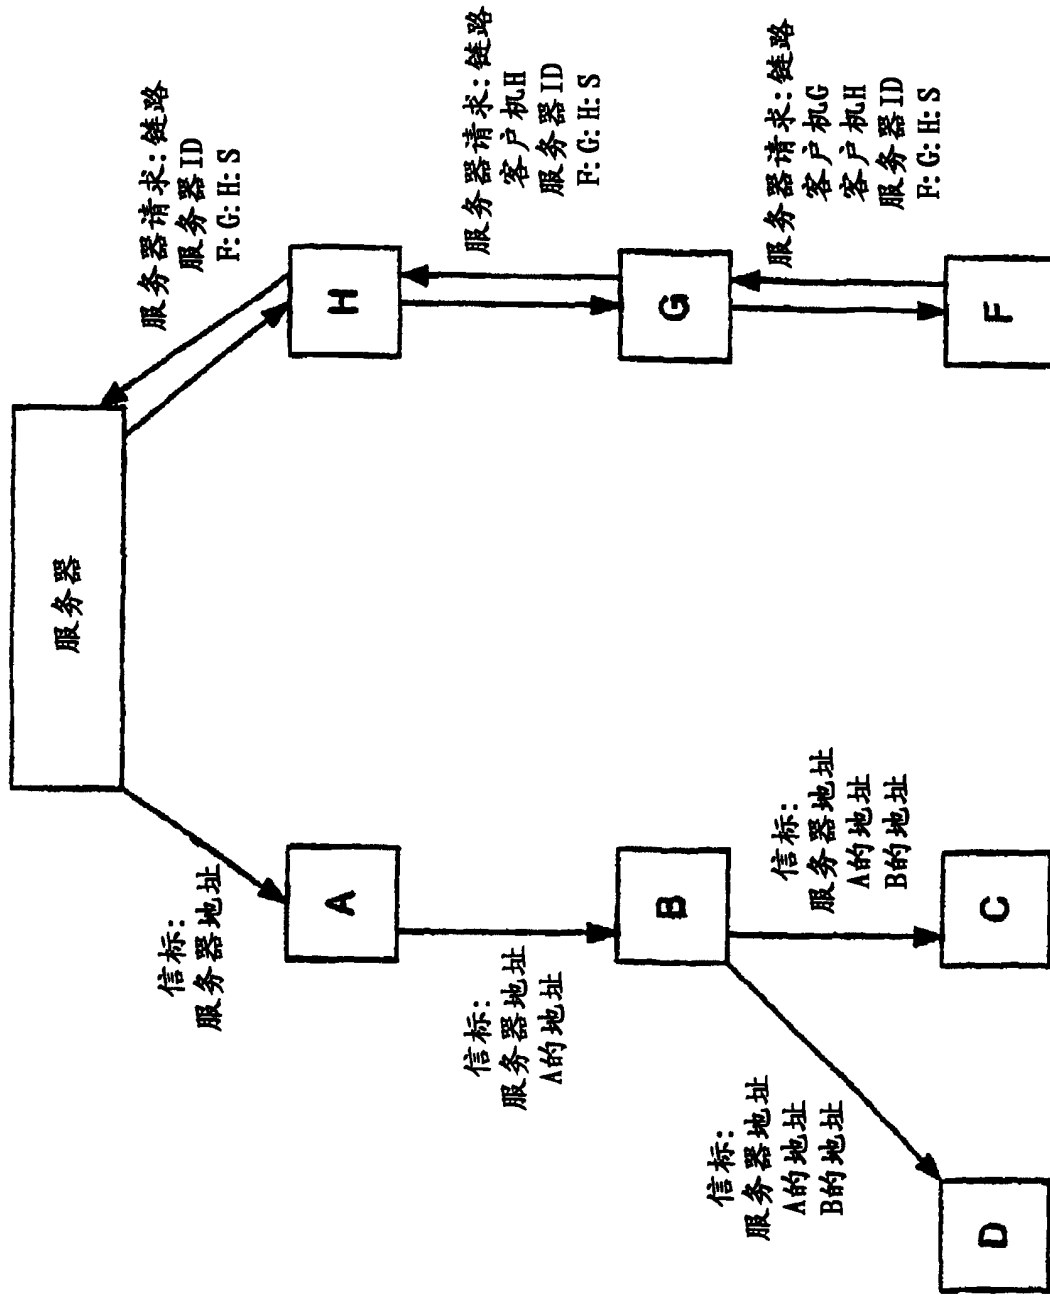 服务器
信标:
服务器地址
A
信标:
服务器地址
A的地址
B
信标:
服务器地址
A的地址
B的地址
D
信标:
服务器地址
A的地址
B的地址
C
服务器请求:链路
服务器ID
F:G:H:S
H
服务器请求:链路
客户机H
服务器ID
F:G:H:S
G
服务器请求:链路
客户机G
客户机H
服务器ID
F:G:H:S
F